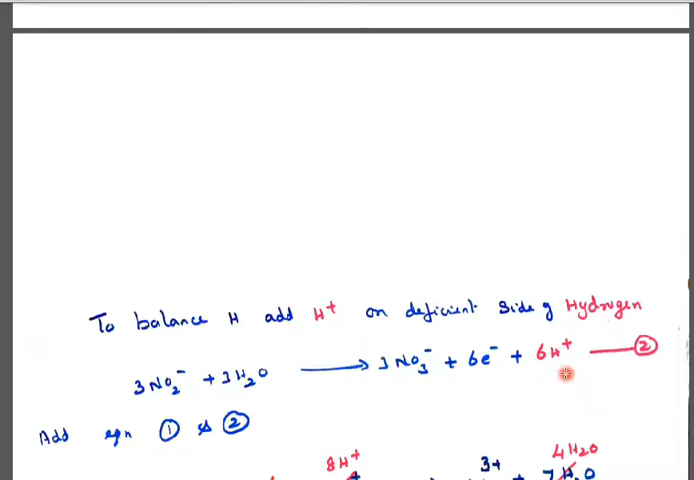 To balance H add H⁺ on deficient side of Hydrogen
3NO₂⁻ + 3H₂O ⟶ 3NO₃⁻ + 6e⁻ + 6H⁺ —②
Add eqn ① & ②
8H⁺ 3+ 4H₂O
+ 7H₂O